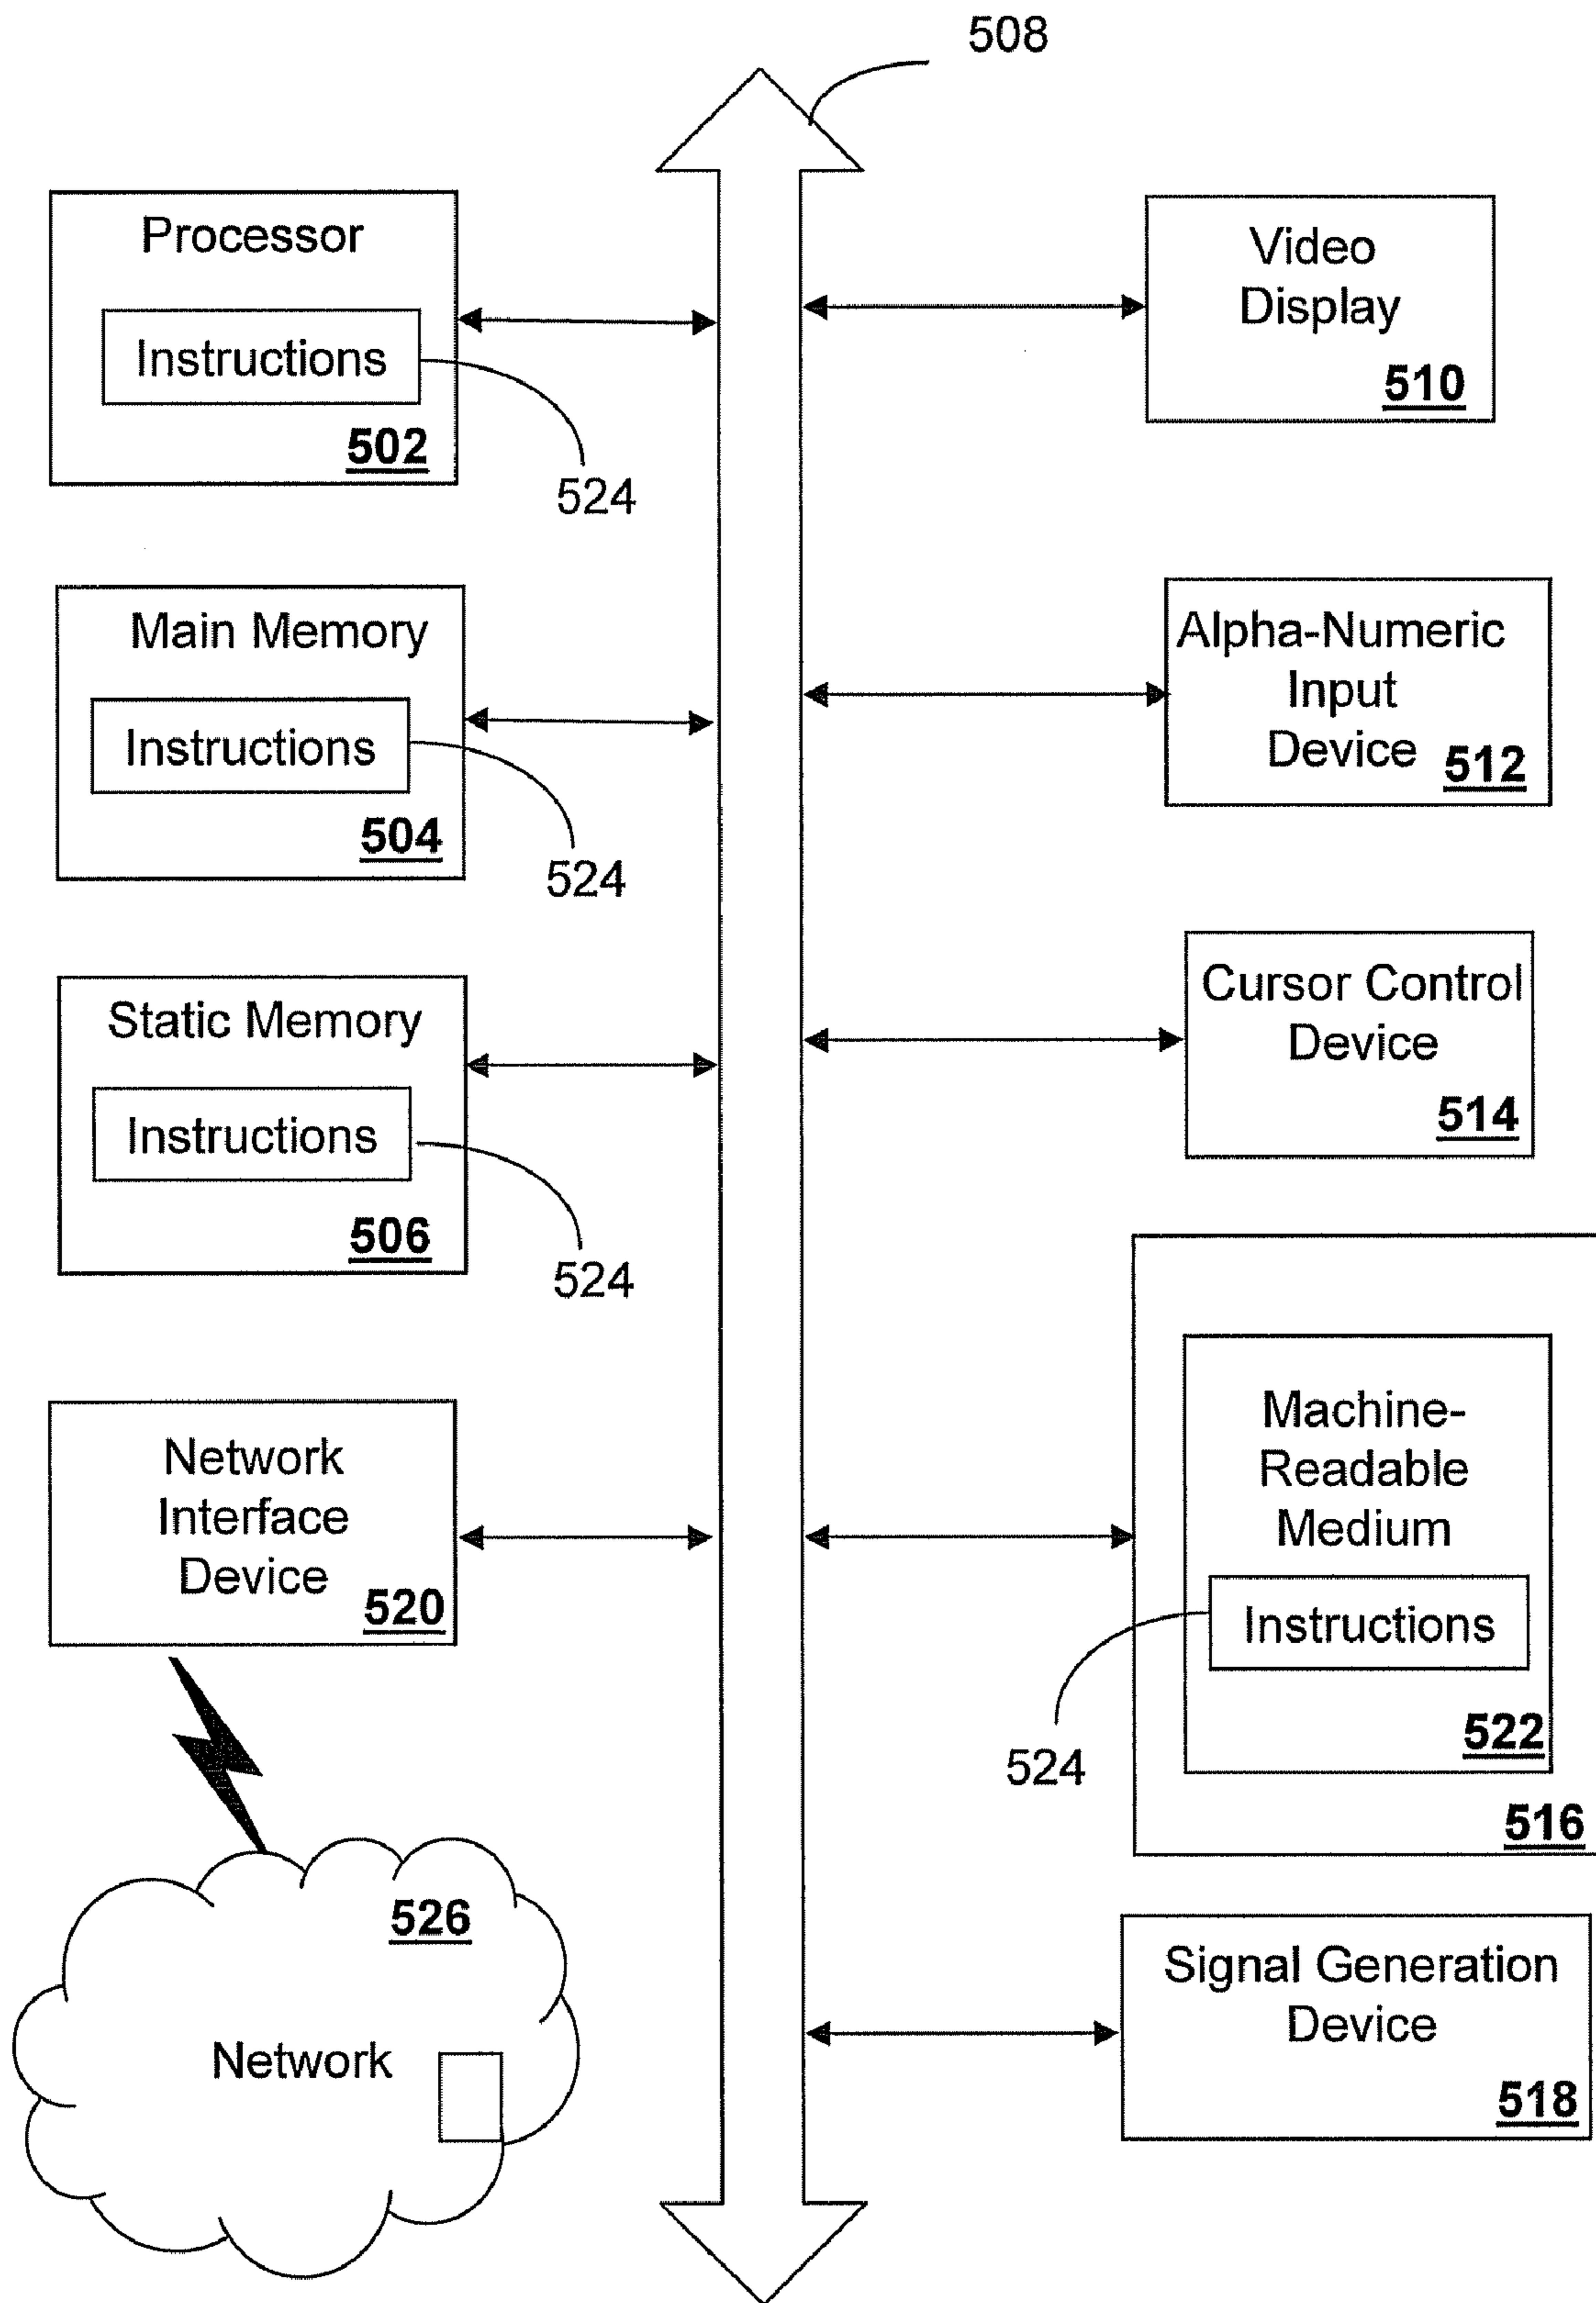 508
Processor
Instructions
502
524
Main Memory
Instructions
504
524
Static Memory
Instructions
506
524
Network
Interface
Device
520
526
Network
Video
Display
510
Alpha-Numeric
Input
Device
512
Cursor Control
Device
514
Machine-
Readable
Medium
Instructions
522
524
516
Signal Generation
Device
518